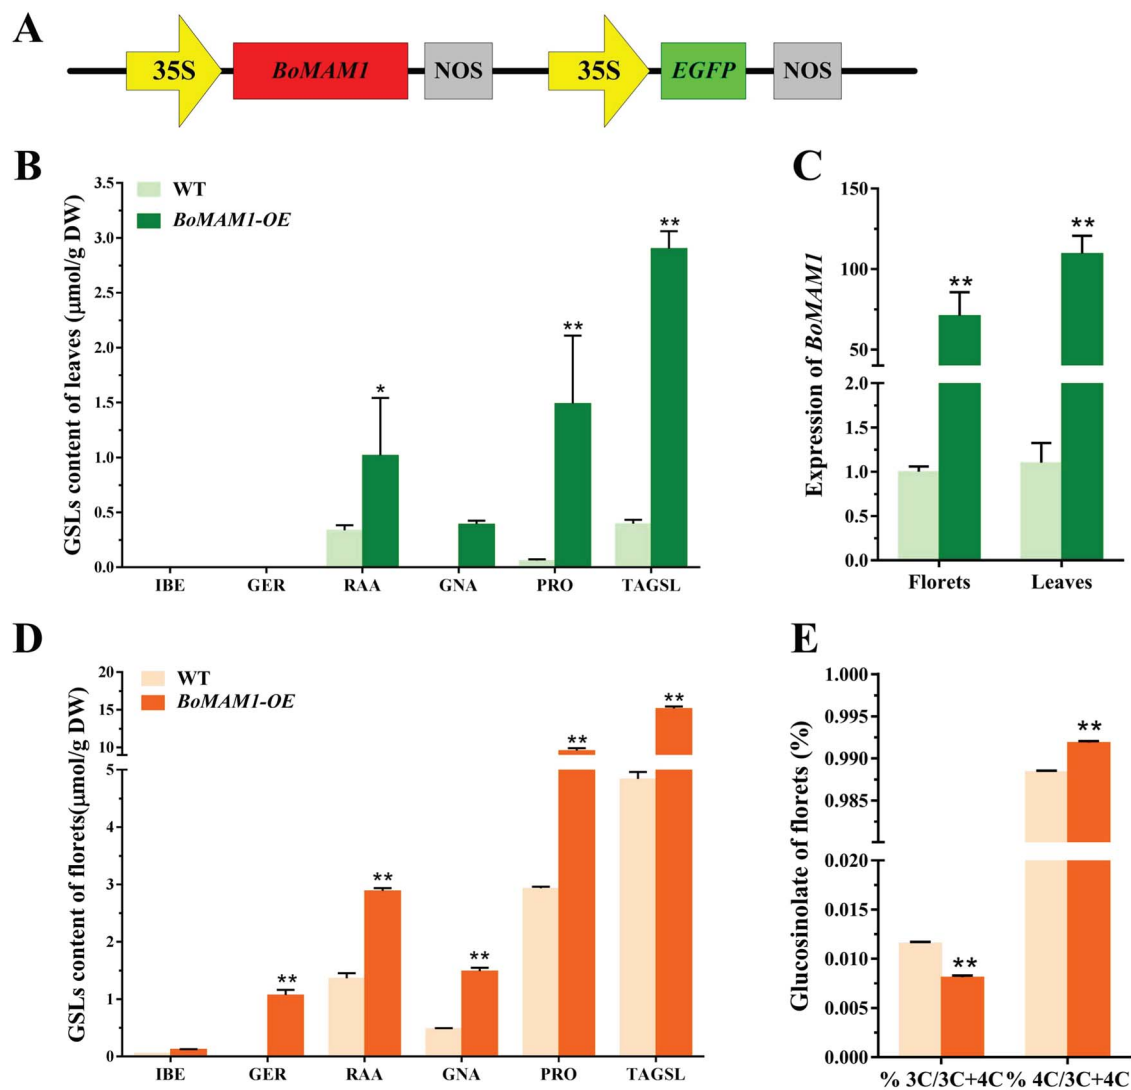 A
35S BoMAM1 NOS 35S EGFP NOS
B
WT
BoMAM1-OE
GSLs content of leaves (μmol/g DW)
3.5
3.0
2.5
2.0
1.5
1.0
0.5
0.0
*
**
**
IBE GER RAA GNA PRO TAGSL
C
Expression of BoMAM1
150
100
50
2.0
1.5
1.0
0.5
0.0
**
**
Florets Leaves
D
WT
BoMAM1-OE
GSLs content of florets(μmol/g DW)
20
15
10
5
4
3
2
1
0
**
**
**
**
**
IBE GER RAA GNA PRO TAGSL
E
Glucosinolate of florets (%)
1.000
0.995
0.990
0.985
0.020
0.015
0.010
0.005
0.000
**
**
% 3C/3C+4C % 4C/3C+4C